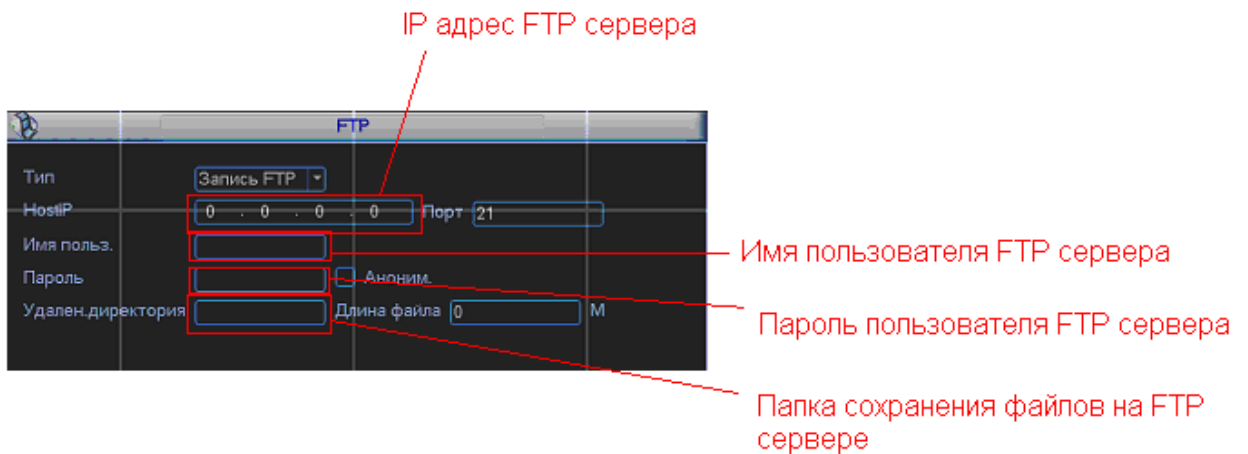 IP адрес FTP сервера
FTP
Тип Запись FTP
HostIP 0 . 0 . 0 . 0 Порт 21
Имя польз.
Имя пользователя FTP сервера
Пароль Аноним.
Удален.директория Длина файла 0 М
Пароль пользователя FTP сервера
Папка сохранения файлов на FTP
сервере